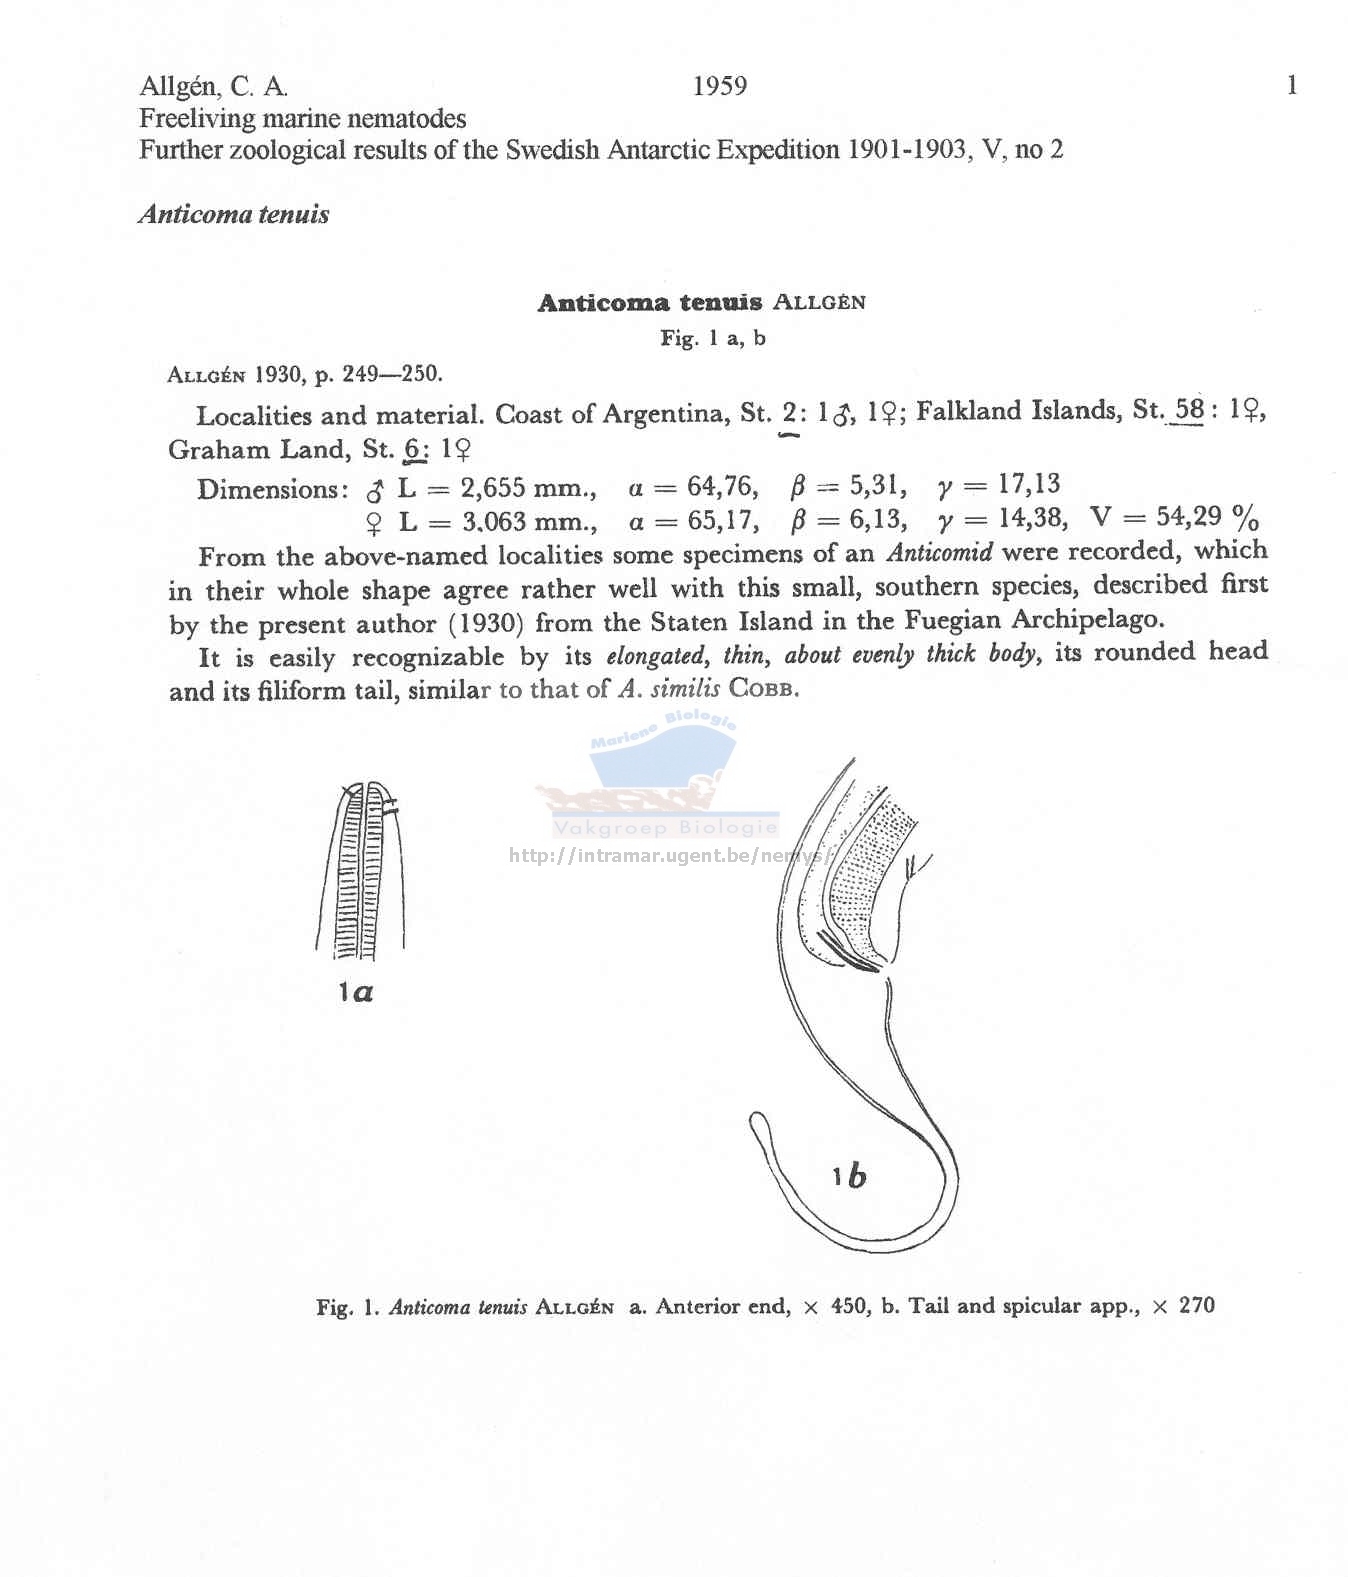 Allgén, C. A. 1959 1
Freeliving marine nematodes
Further zoological results of the Swedish Antarctic Expedition 1901-1903, V, no 2
Anticoma tenuis
Anticoma tenuis ALLGÉN
Fig. 1 a, b
ALLGÉN 1930, p. 249—250.
Localities and material. Coast of Argentina, St. 2: 1♂, 1♀; Falkland Islands, St. 58: 1♀,
Graham Land, St. 6: 1♀
Dimensions: ♂ L = 2,655 mm., α = 64,76, β = 5,31, γ = 17,13
♀ L = 3.063 mm., α = 65,17, β = 6,13, γ = 14,38, V = 54,29 %
From the above-named localities some specimens of an Anticomid were recorded, which
in their whole shape agree rather well with this small, southern species, described first
by the present author (1930) from the Staten Island in the Fuegian Archipelago.
It is easily recognizable by its elongated, thin, about evenly thick body, its rounded head
and its filiform tail, similar to that of A. similis COBB.
Mariene Biologie
Vakgroep Biologie
http://intramar.ugent.be/nemys/
1a
1b
Fig. 1. Anticoma tenuis ALLGÉN a. Anterior end, × 450, b. Tail and spicular app., × 270